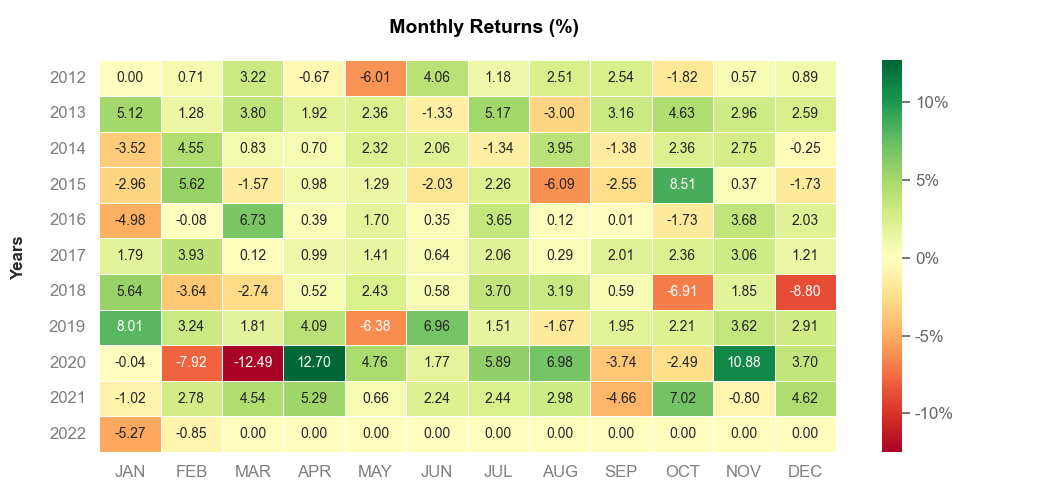 Monthly Returns (%)
Years
2012 0.00 0.71 3.22 -0.67 -6.01 4.06 1.18 2.51 2.54 -1.82 0.57 0.89
2013 5.12 1.28 3.80 1.92 2.36 -1.33 5.17 -3.00 3.16 4.63 2.96 2.59
2014 -3.52 4.55 0.83 0.70 2.32 2.06 -1.34 3.95 -1.38 2.36 2.75 -0.25
2015 -2.96 5.62 -1.57 0.98 1.29 -2.03 2.26 -6.09 -2.55 8.51 0.37 -1.73
2016 -4.98 -0.08 6.73 0.39 1.70 0.35 3.65 0.12 0.01 -1.73 3.68 2.03
2017 1.79 3.93 0.12 0.99 1.41 0.64 2.06 0.29 2.01 2.36 3.06 1.21
2018 5.64 -3.64 -2.74 0.52 2.43 0.58 3.70 3.19 0.59 -6.91 1.85 -8.80
2019 8.01 3.24 1.81 4.09 -6.38 6.96 1.51 -1.67 1.95 2.21 3.62 2.91
2020 -0.04 -7.92 -12.49 12.70 4.76 1.77 5.89 6.98 -3.74 -2.49 10.88 3.70
2021 -1.02 2.78 4.54 5.29 0.66 2.24 2.44 2.98 -4.66 7.02 -0.80 4.62
2022 -5.27 -0.85 0.00 0.00 0.00 0.00 0.00 0.00 0.00 0.00 0.00 0.00
JAN FEB MAR APR MAY JUN JUL AUG SEP OCT NOV DEC
10%
5%
0%
-5%
-10%